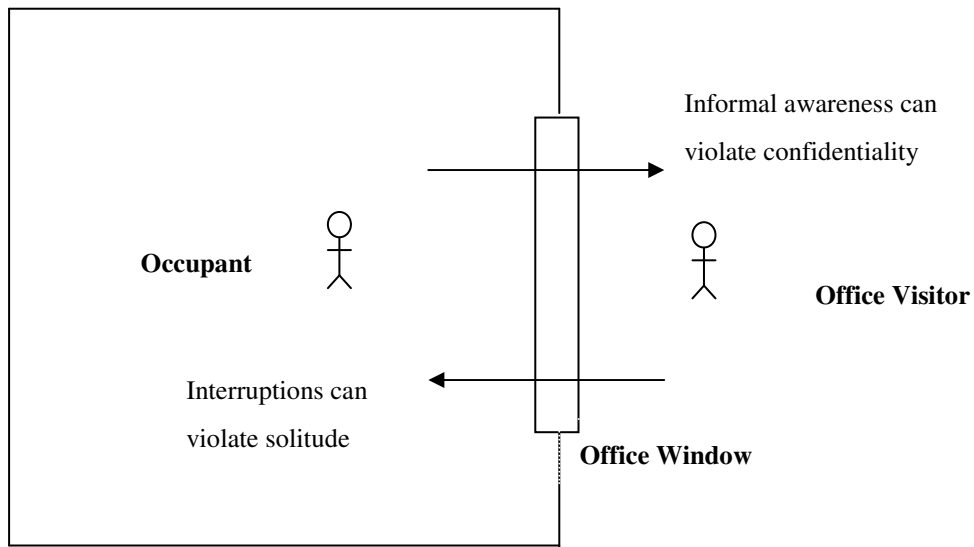 Informal awareness can
violate confidentiality
Occupant
Office Visitor
Interruptions can
violate solitude
Office Window